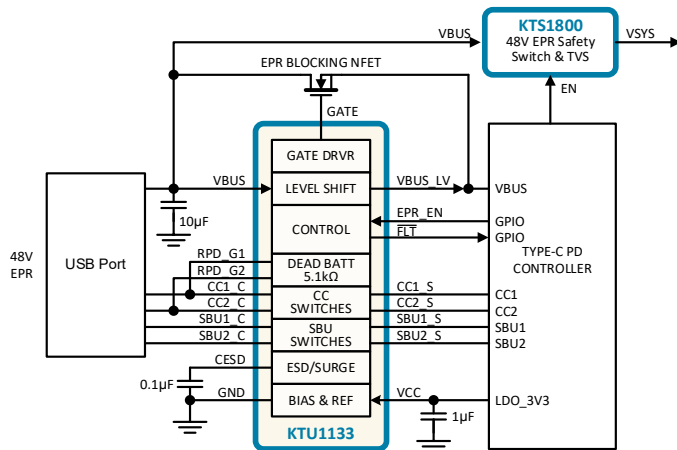 KTS1800
48V EPR Safety
Switch & TVS
VBUS
VSYS
EN
EPR BLOCKING NFET
GATE
GATE DRVR
VBUS
LEVEL SHIFT
VBUS_LV
VBUS
10µF
CONTROL
EPR_EN
GPIO
FLT
GPIO
TYPE-C PD
CONTROLLER
48V
EPR
USB Port
RPD_G1
RPD_G2
DEAD BATT
5.1kΩ
CC1_C
CC2_C
CC
SWITCHES
CC1_S
CC2_S
CC1
CC2
SBU1_C
SBU2_C
SBU
SWITCHES
SBU1_S
SBU2_S
SBU1
SBU2
CESD
ESD/SURGE
0.1µF
GND
BIAS & REF
VCC
LDO_3V3
1µF
KTU1133